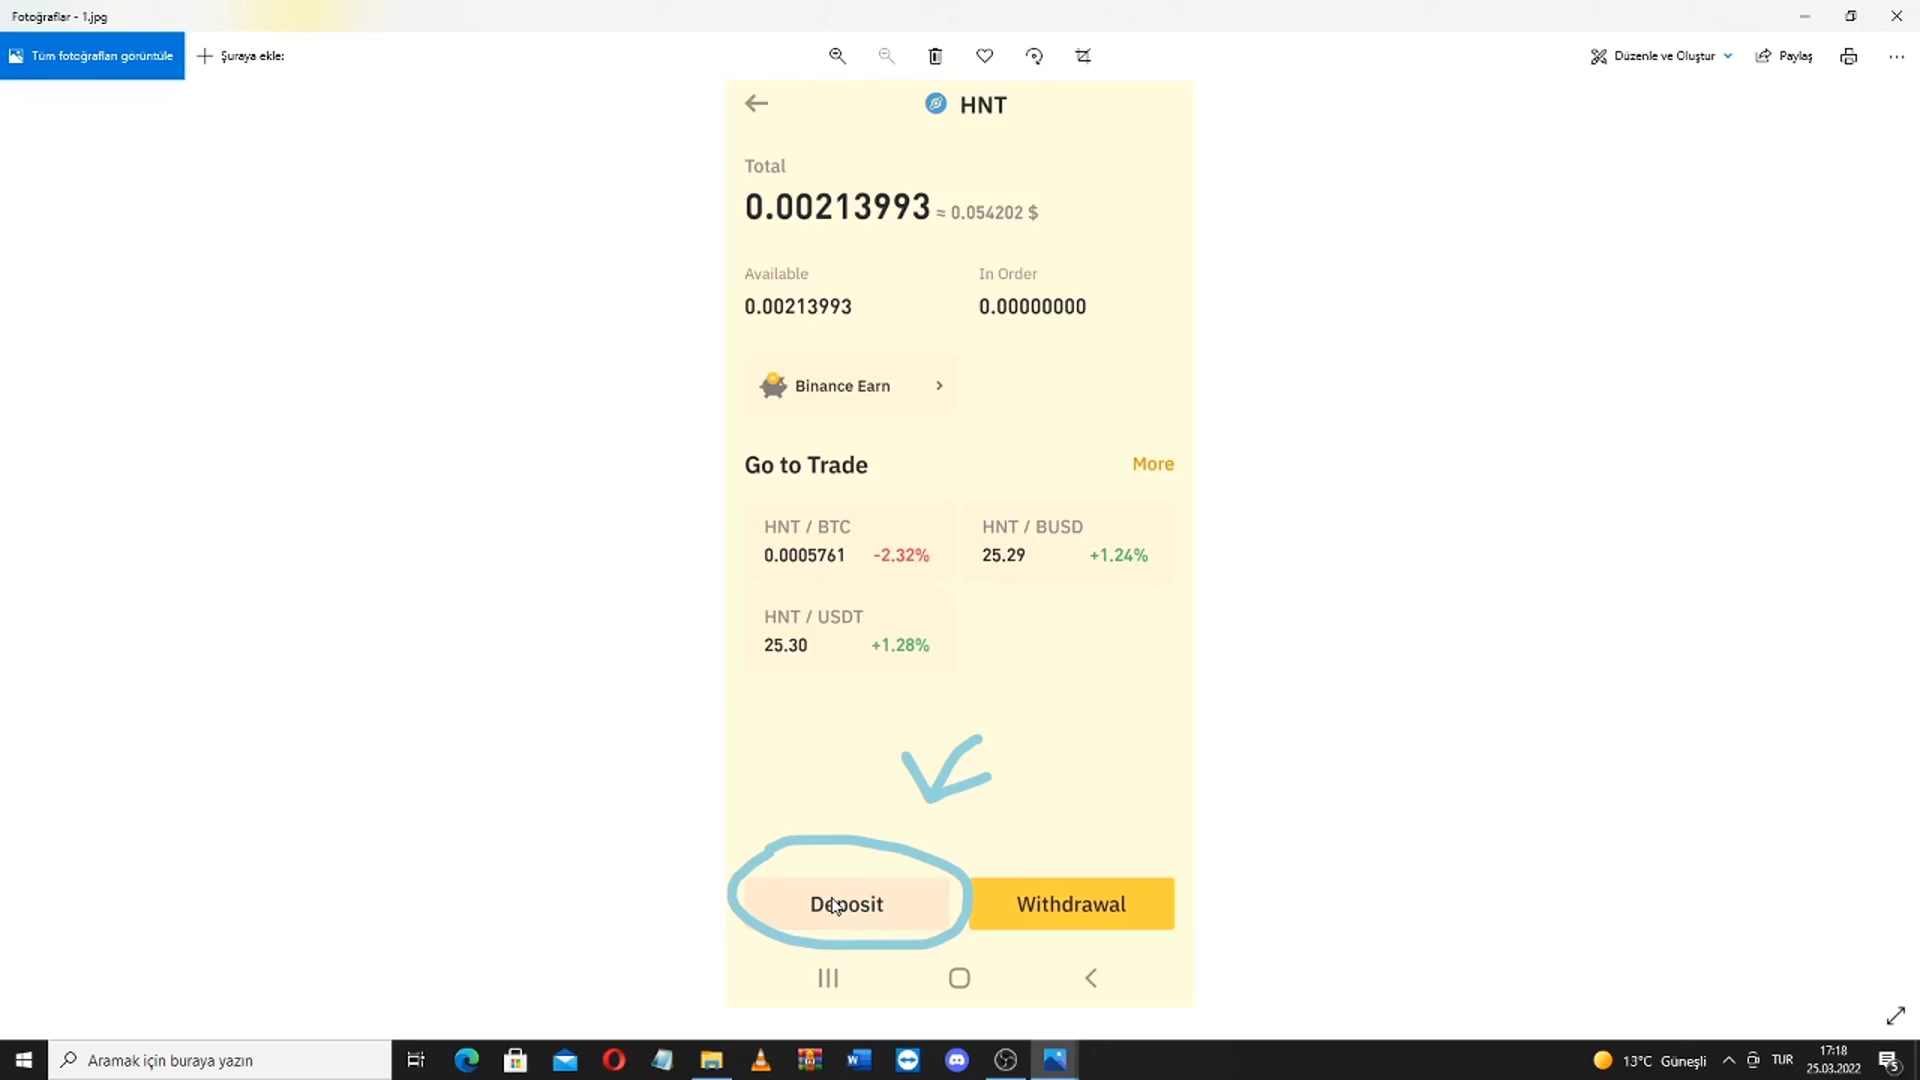 Fotoğraflar - 1.jpg
Tüm fotoğrafları görüntüle
Şuraya ekle:
Düzenle ve Oluştur
Paylaş
HNT
Total
0.00213993 ≈ 0.054202 $
Available In Order
0.00213993 0.00000000
Binance Earn
Go to Trade More
HNT / BTC HNT / BUSD
0.0005761 -2.32% 25.29 +1.24%
HNT / USDT
25.30 +1.28%
Deposit Withdrawal
Aramak için buraya yazın
13°C Güneşli
TUR
17:18
25.03.2022
5